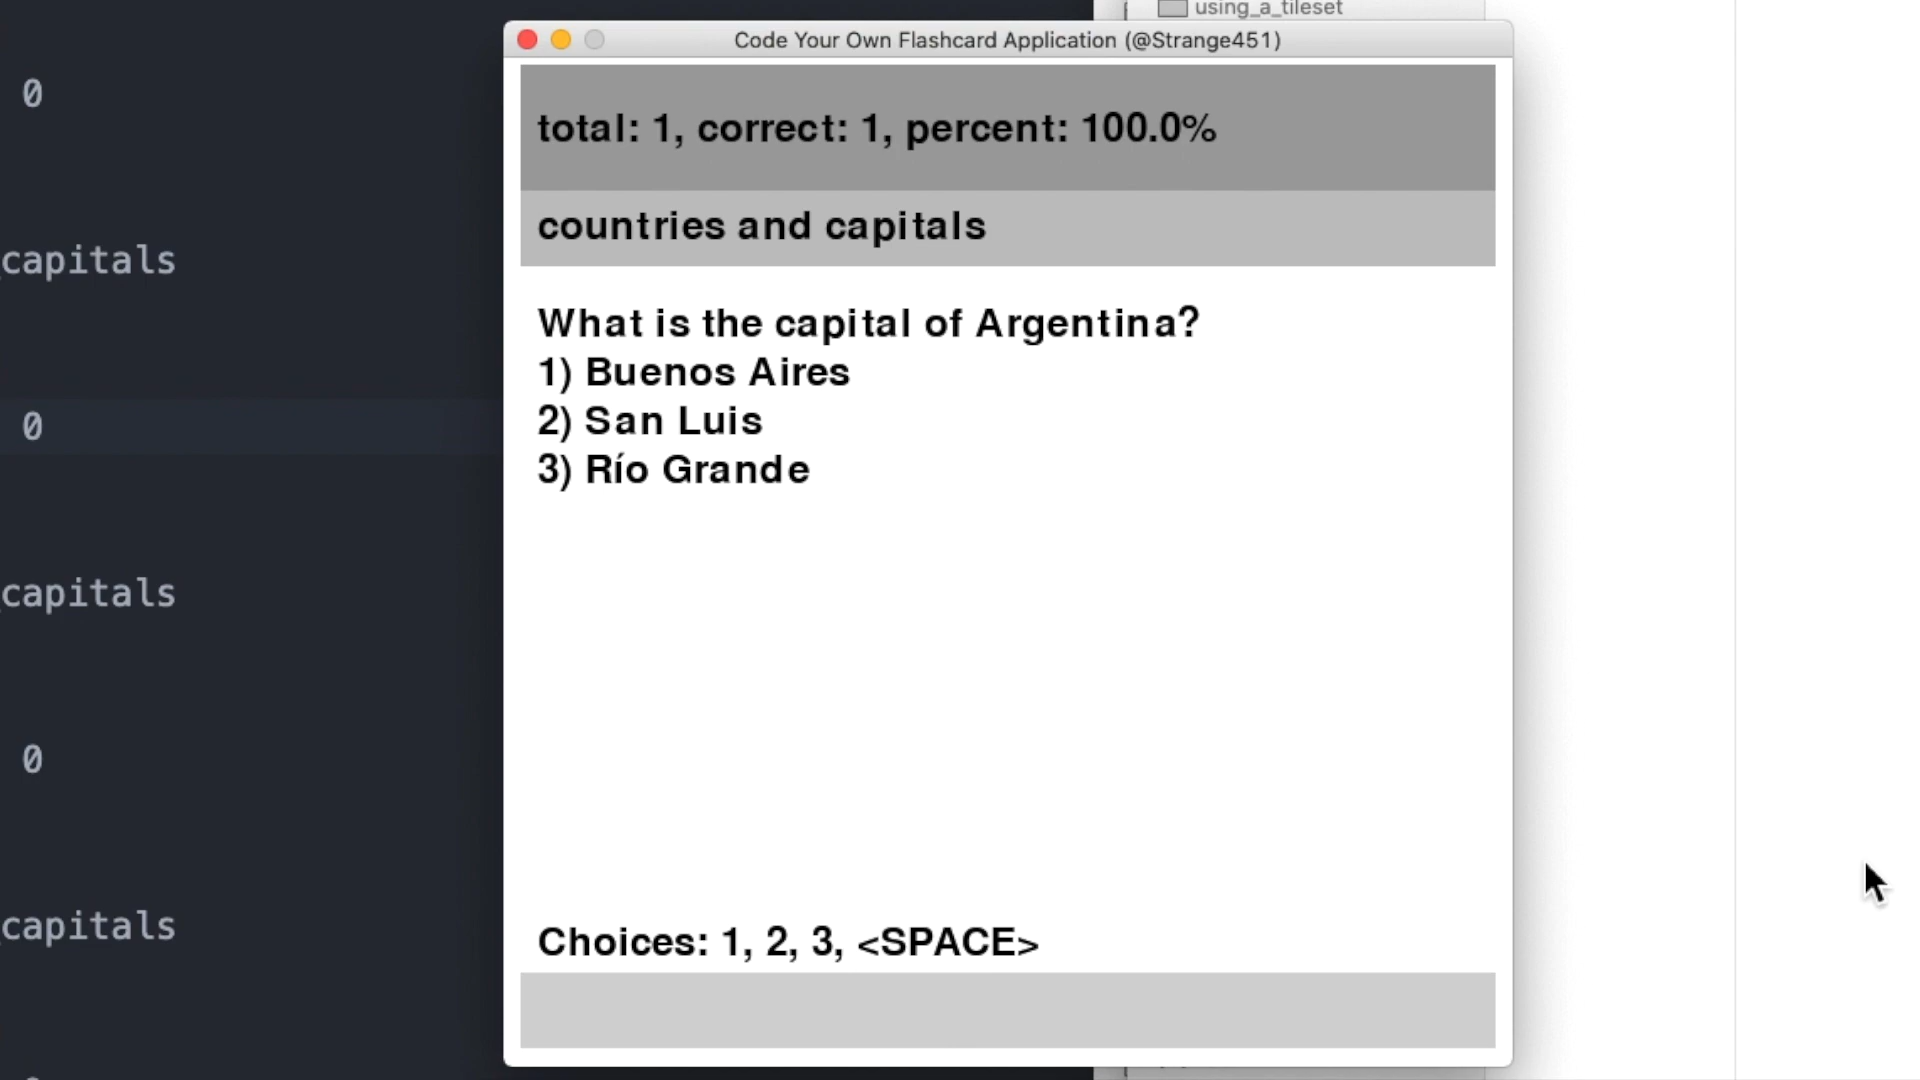 using_a_tileset
Code Your Own Flashcard Application (@Strange451)
0
total: 1, correct: 1, percent: 100.0%
countries and capitals
capitals
What is the capital of Argentina?
1) Buenos Aires
0
2) San Luis
3) Río Grande
capitals
0
capitals
Choices: 1, 2, 3, <SPACE>